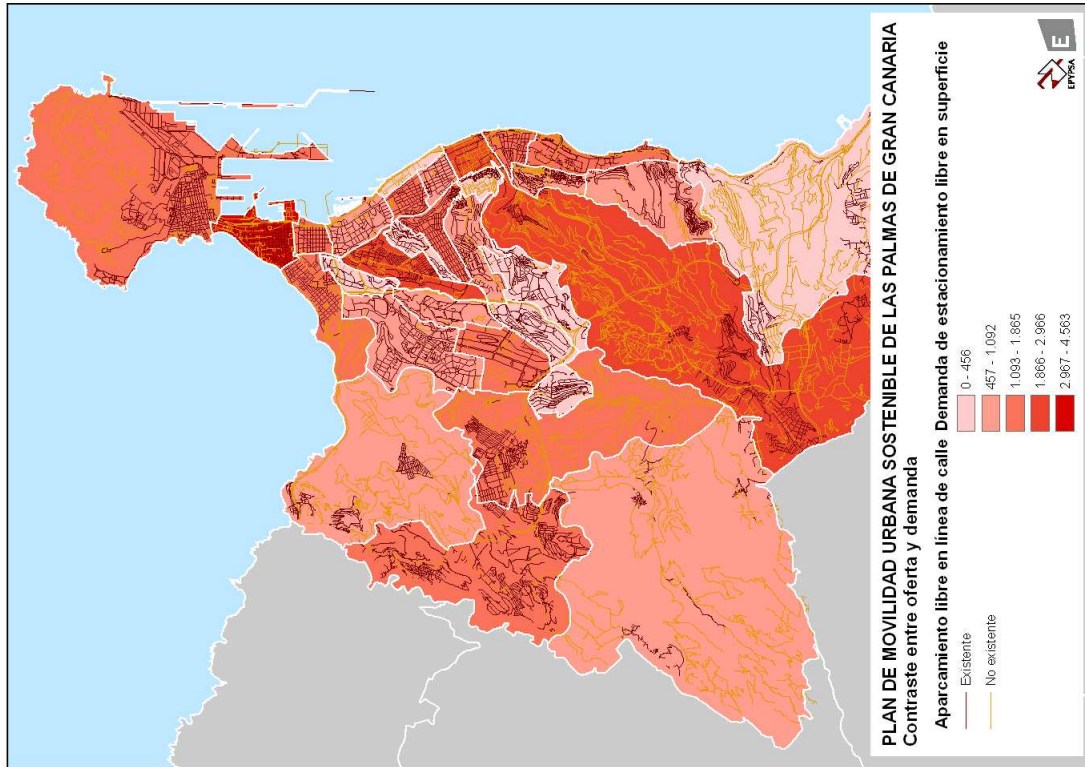 PLAN DE MOVILIDAD URBANA SOSTENIBLE DE LAS PALMAS DE GRAN CANARIA
Contraste entre oferta y demanda
Aparcamiento libre en línea de calle
Existente
No existente
Demanda de estacionamiento libre en superficie
0 - 456
457 - 1.092
1.093 - 1.865
1.866 - 2.966
2.967 - 4.563
EPYPSA
E